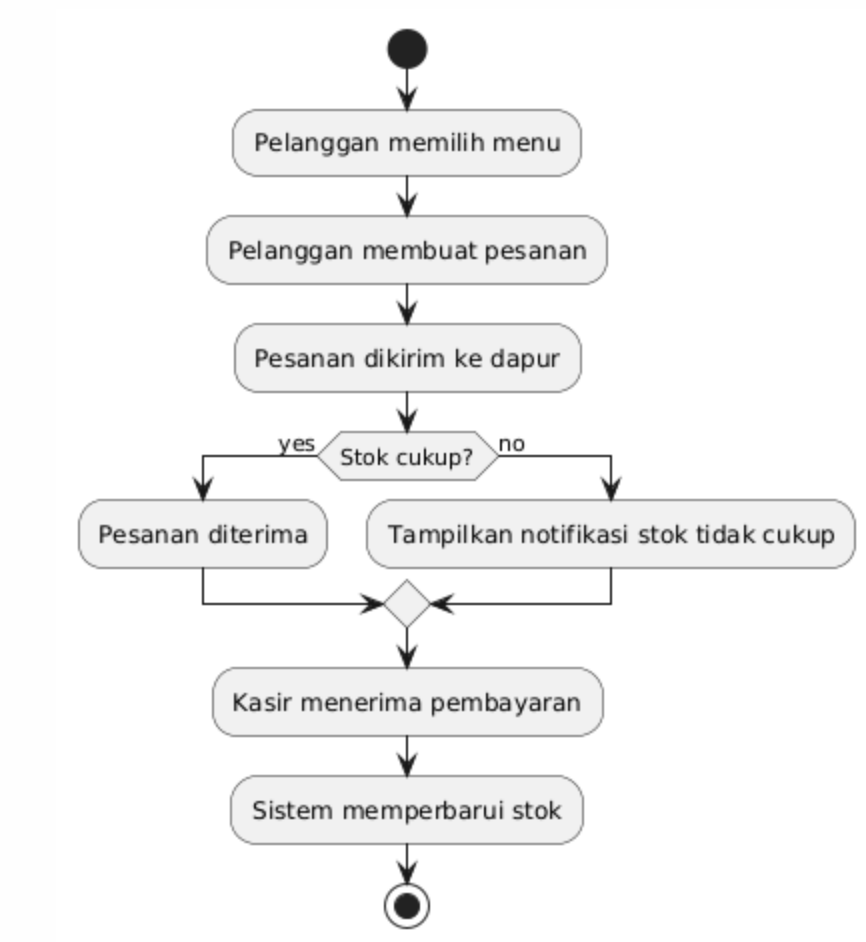 Pelanggan memilih menu
Pelanggan membuat pesanan
Pesanan dikirim ke dapur
yes
Stok cukup?
no
Pesanan diterima
Tampilkan notifikasi stok tidak cukup
Kasir menerima pembayaran
Sistem memperbarui stok